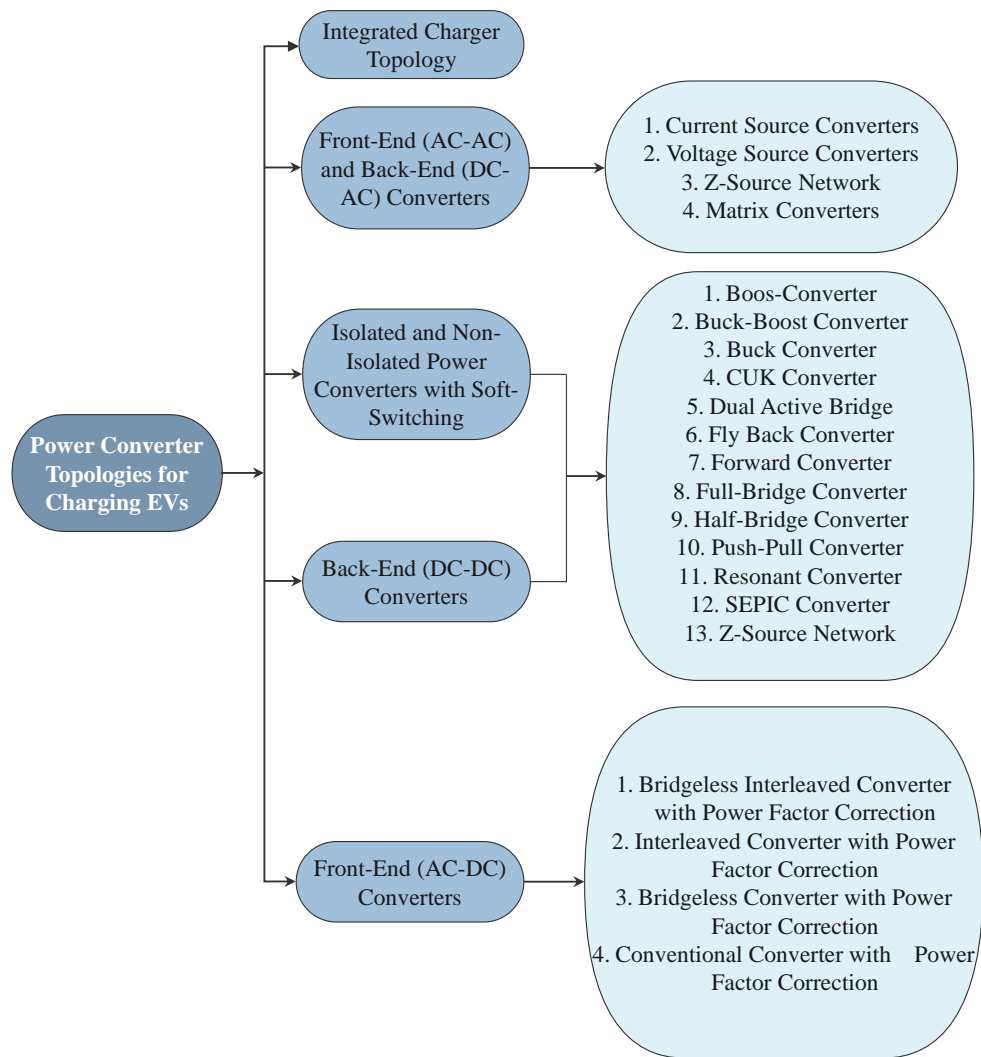 Integrated Charger
Topology
Front-End (AC-AC)
and Back-End (DC-
AC) Converters
1. Current Source Converters
2. Voltage Source Converters
3. Z-Source Network
4. Matrix Converters
Isolated and Non-
Isolated Power
Converters with Soft-
Switching
1. Boos-Converter
2. Buck-Boost Converter
3. Buck Converter
4. CUK Converter
5. Dual Active Bridge
6. Fly Back Converter
7. Forward Converter
8. Full-Bridge Converter
9. Half-Bridge Converter
10. Push-Pull Converter
11. Resonant Converter
12. SEPIC Converter
13. Z-Source Network
Power Converter
Topologies for
Charging EVs
Back-End (DC-DC)
Converters
Front-End (AC-DC)
Converters
1. Bridgeless Interleaved Converter
with Power Factor Correction
2. Interleaved Converter with Power
Factor Correction
3. Bridgeless Converter with Power
Factor Correction
4. Conventional Converter with Power
Factor Correction